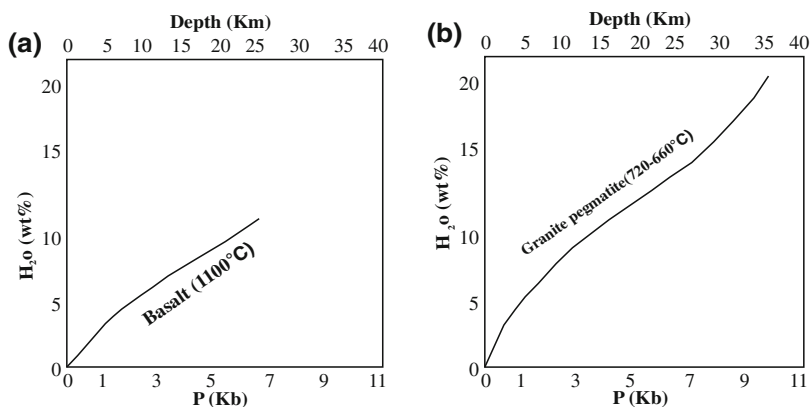 (a)
Depth (Km)
0 5 10 15 20 25 30 35 40
20
15
10
5
0
H₂o (wt%)
Basalt (1100°C)
0 1 3 5 7 9 11
P (Kb)
(b)
Depth (Km)
0 5 10 15 20 25 30 35 40
20
15
10
5
0
H₂o (wt%)
Granite pegmatite(720-660°C)
0 1 3 5 7 9 11
P (Kb)